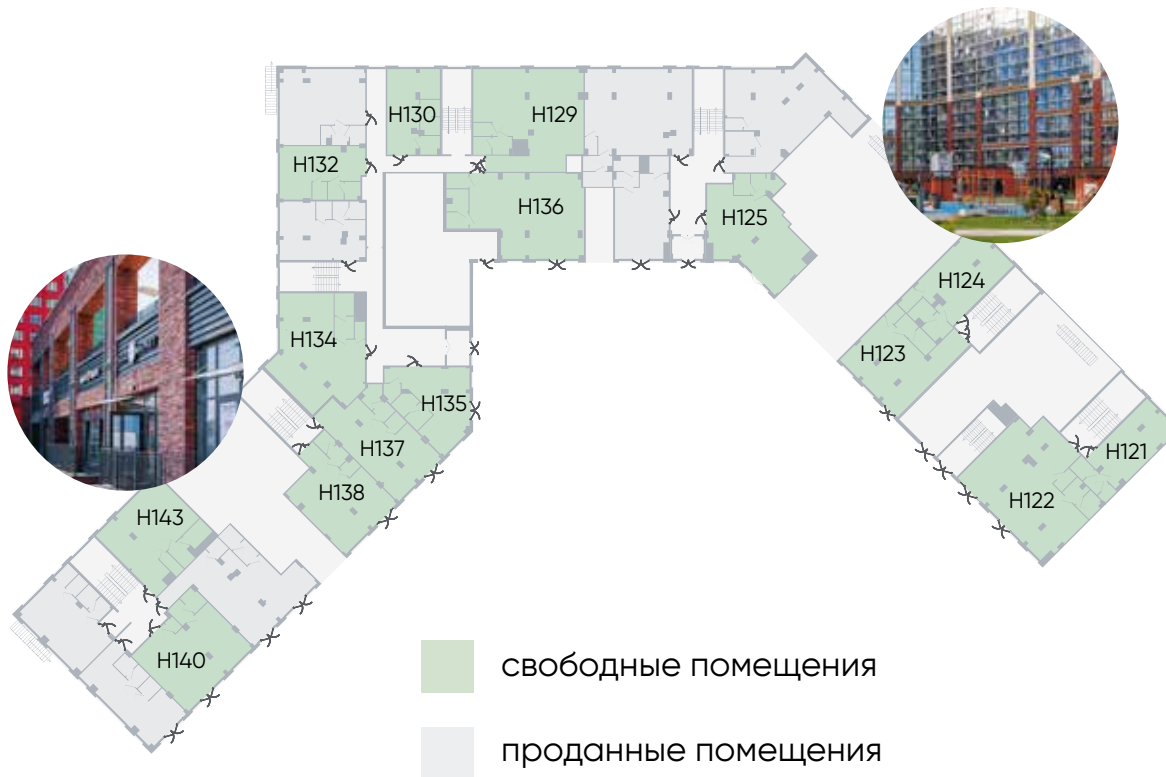 Н130
Н129
Н132
Н136
Н125
Н124
Н134
Н123
Н135
Н137
Н121
Н138
Н122
Н143
Н140
свободные помещения
проданные помещения